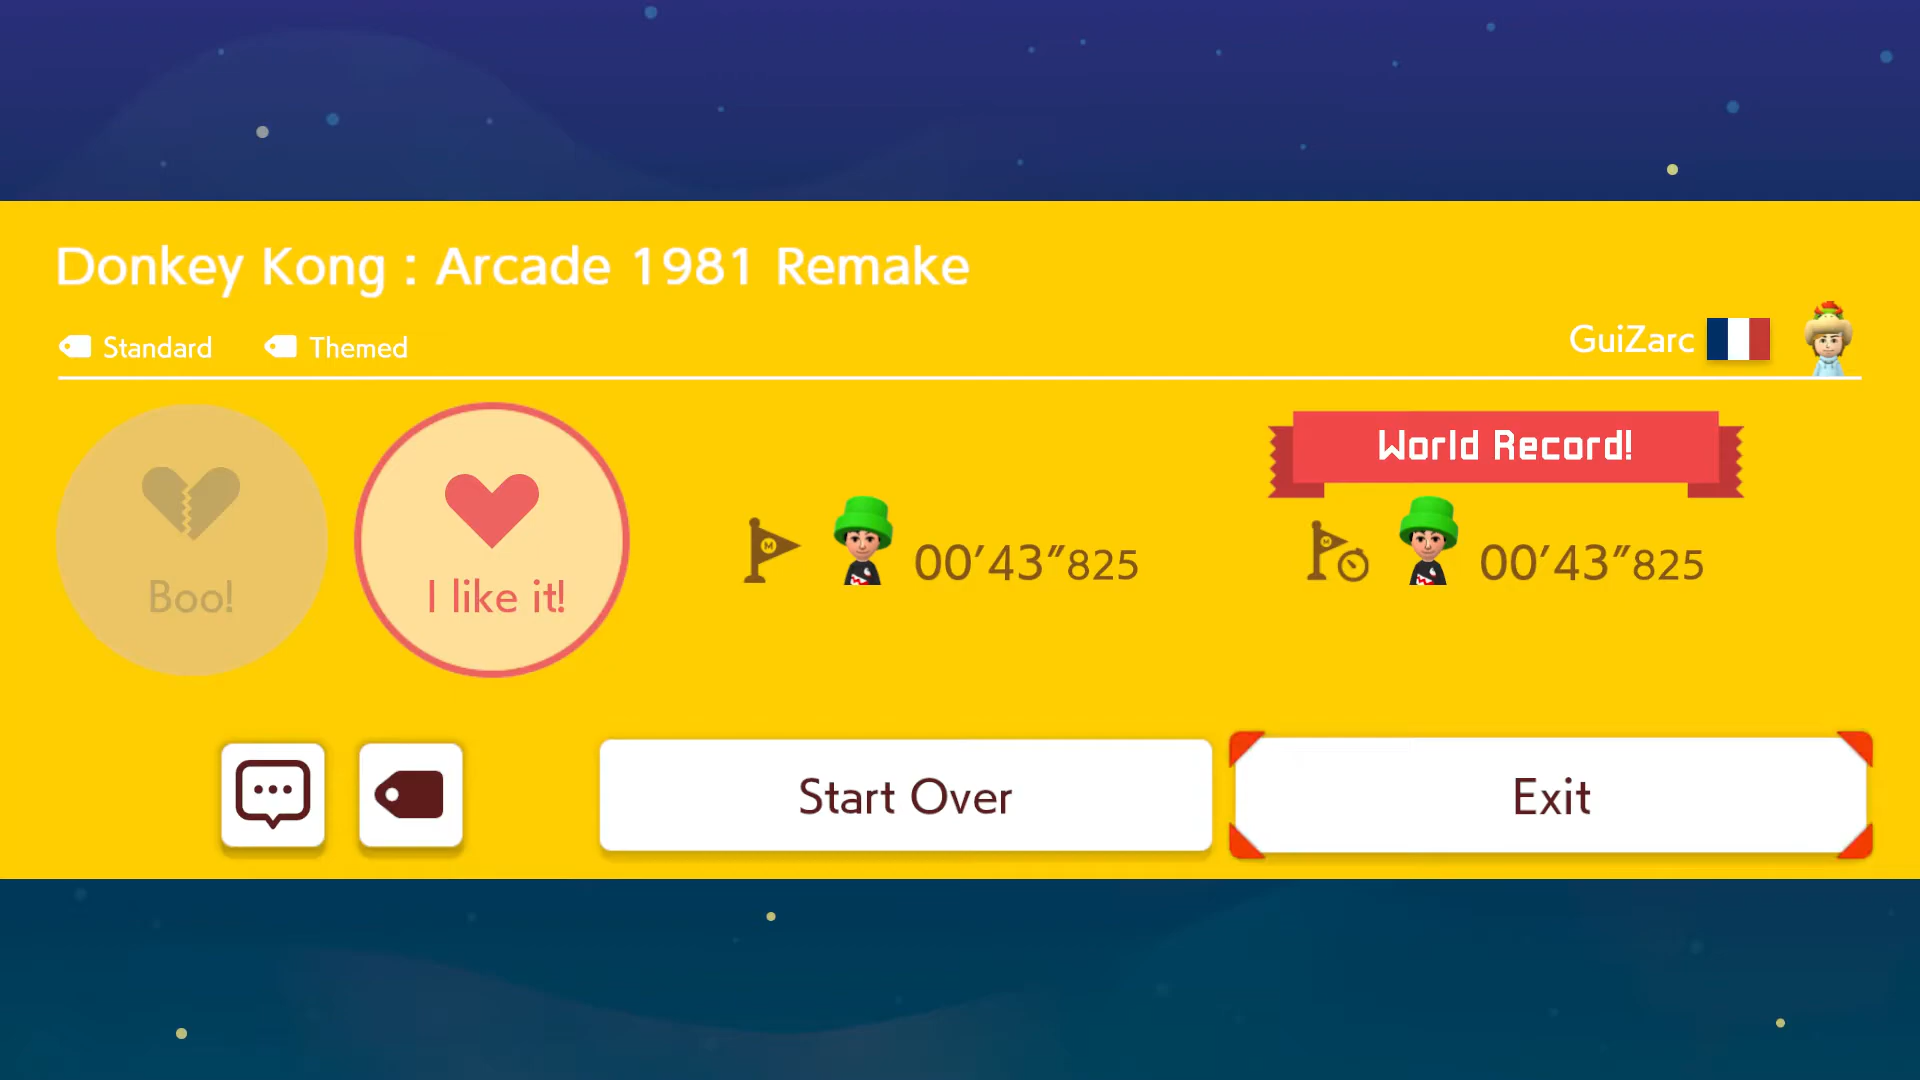 Donkey Kong : Arcade 1981 Remake
Standard Themed
GuiZarc
World Record!
Boo!
I like it!
M 00′43″825
M 00′43″825
Start Over
Exit